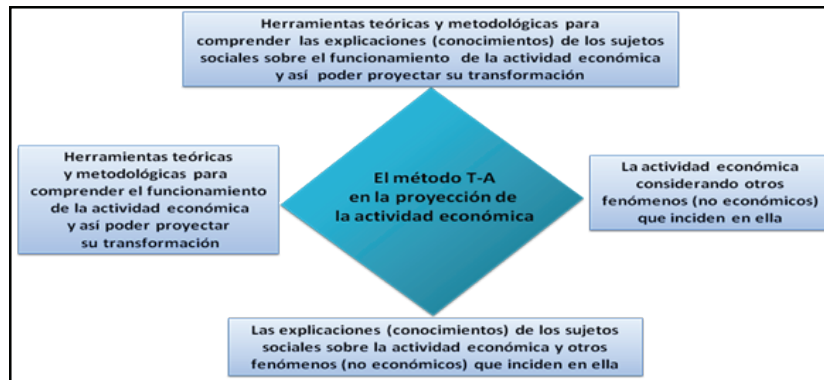 Herramientas teóricas y metodológicas para
comprender las explicaciones (conocimientos) de los sujetos
sociales sobre el funcionamiento de la actividad económica
y así poder proyectar su transformación
Herramientas teóricas
y metodológicas para
comprender el funcionamiento
de la actividad económica
y así poder proyectar
su transformación
El método T-A
en la proyección de
la actividad económica
La actividad económica
considerando otros
fenómenos (no económicos)
que inciden en ella
Las explicaciones (conocimientos) de los sujetos
sociales sobre la actividad económica y otros
fenómenos (no económicos) que inciden en ella